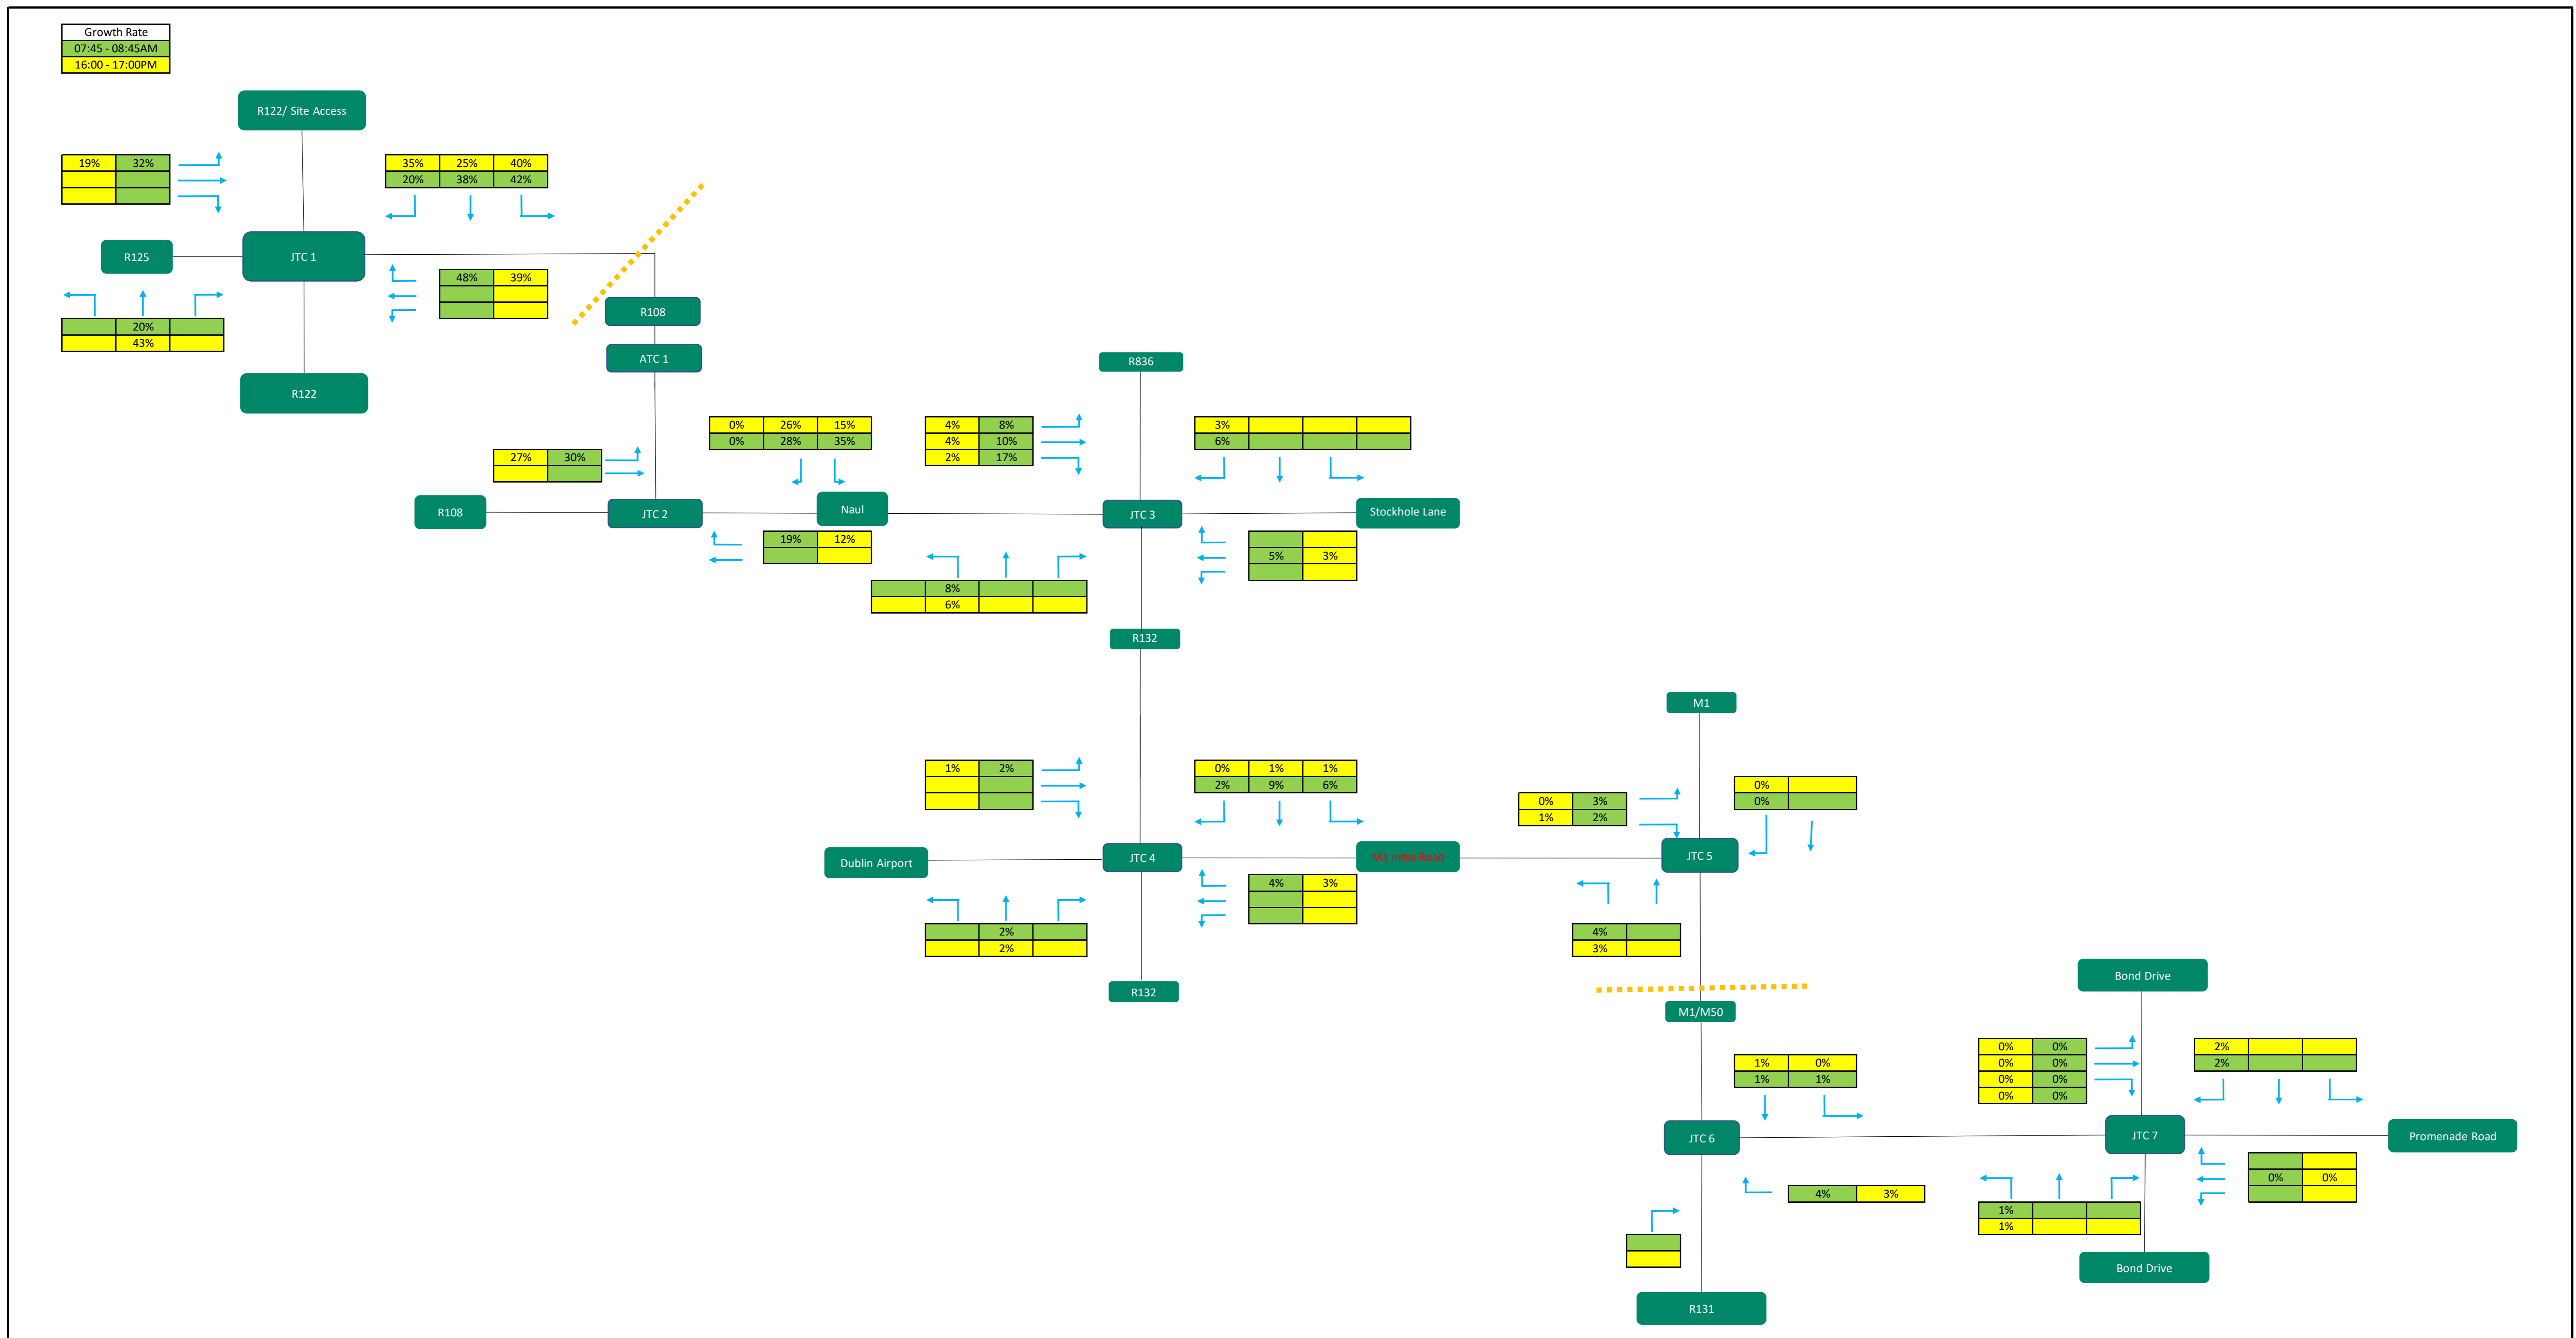 Growth Rate
07:45 - 08:45AM
16:00 - 17:00PM
R122/ Site Access
19% 32%
35% 25% 40%
20% 38% 42%
R125
JTC 1
48% 39%
20%
43%
R122
R108
ATC 1
R836
0% 26% 15%
0% 28% 35%
27% 30%
4% 8%
4% 10%
2% 17%
3%
6%
R108
JTC 2
Naul
JTC 3
Stockhole Lane
19% 12%
5% 3%
8%
6%
R132
M1
1% 2%
0% 1% 1%
2% 9% 6%
0% 3%
1% 2%
0%
0%
Dublin Airport
JTC 4
M1 intro Road
JTC 5
4% 3%
2%
2%
4%
3%
R132
M1/M50
Bond Drive
1% 0%
1% 1%
0% 0%
0% 0%
0% 0%
0% 0%
2%
2%
JTC 6
JTC 7
Promenade Road
4% 3%
0% 0%
1%
1%
Bond Drive
R131